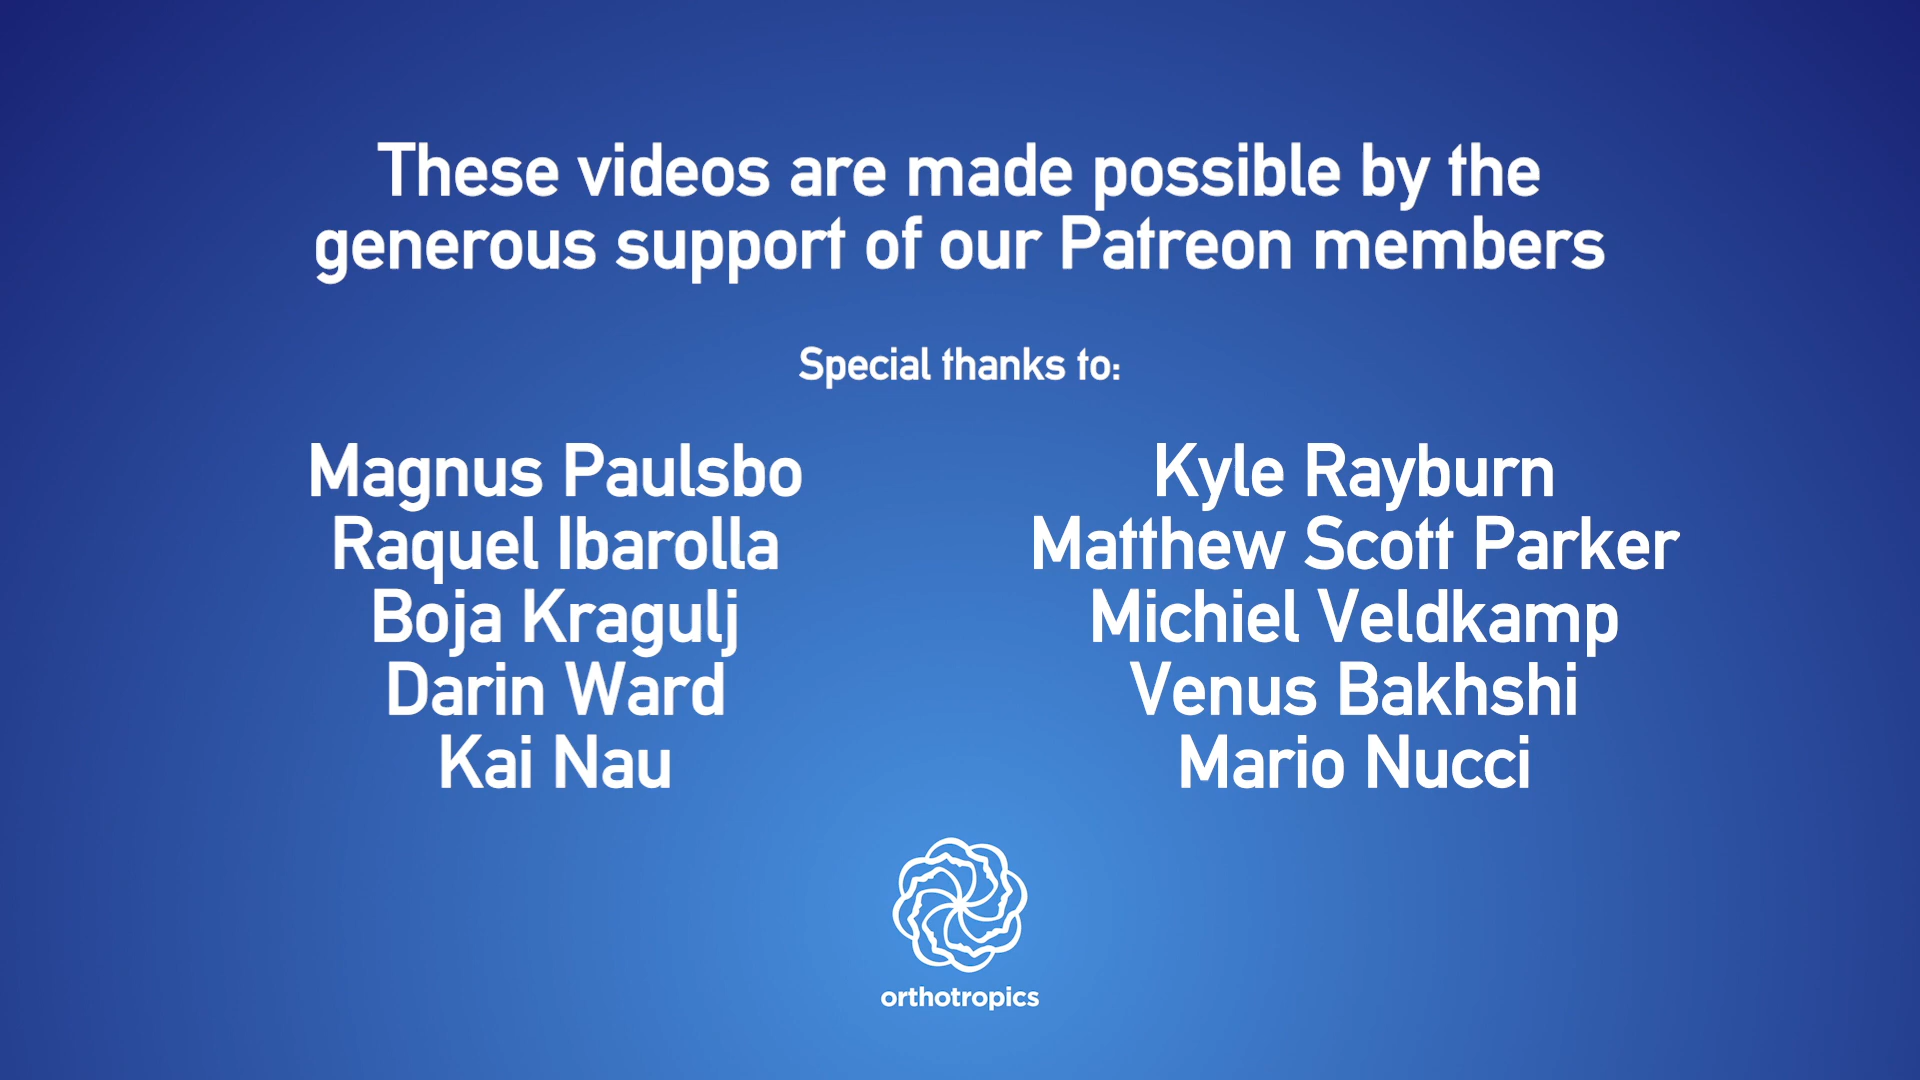 These videos are made possible by the
generous support of our Patreon members
Special thanks to:
Magnus Paulsbo
Raquel Ibarolla
Boja Kragulj
Darin Ward
Kai Nau
Kyle Rayburn
Matthew Scott Parker
Michiel Veldkamp
Venus Bakhshi
Mario Nucci
orthotropics